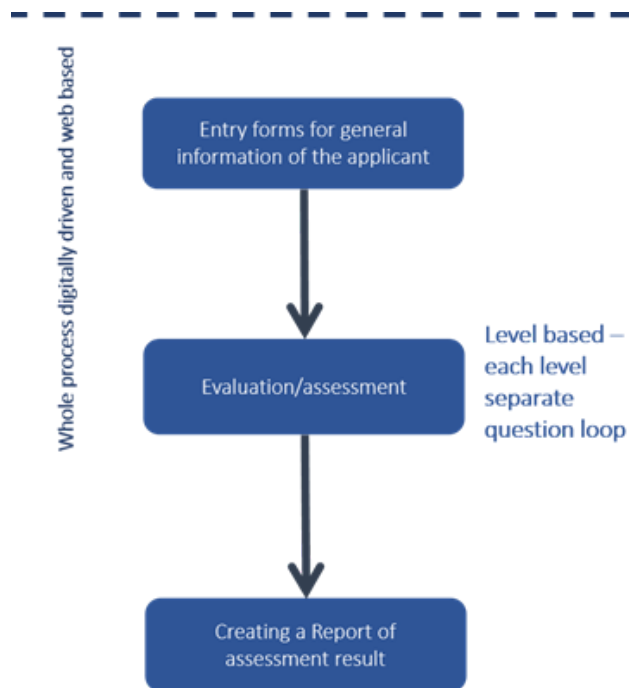 Whole process digitally driven and web based
Entry forms for general
information of the applicant
Evaluation/assessment
Level based –
each level
separate
question loop
Creating a Report of
assessment result